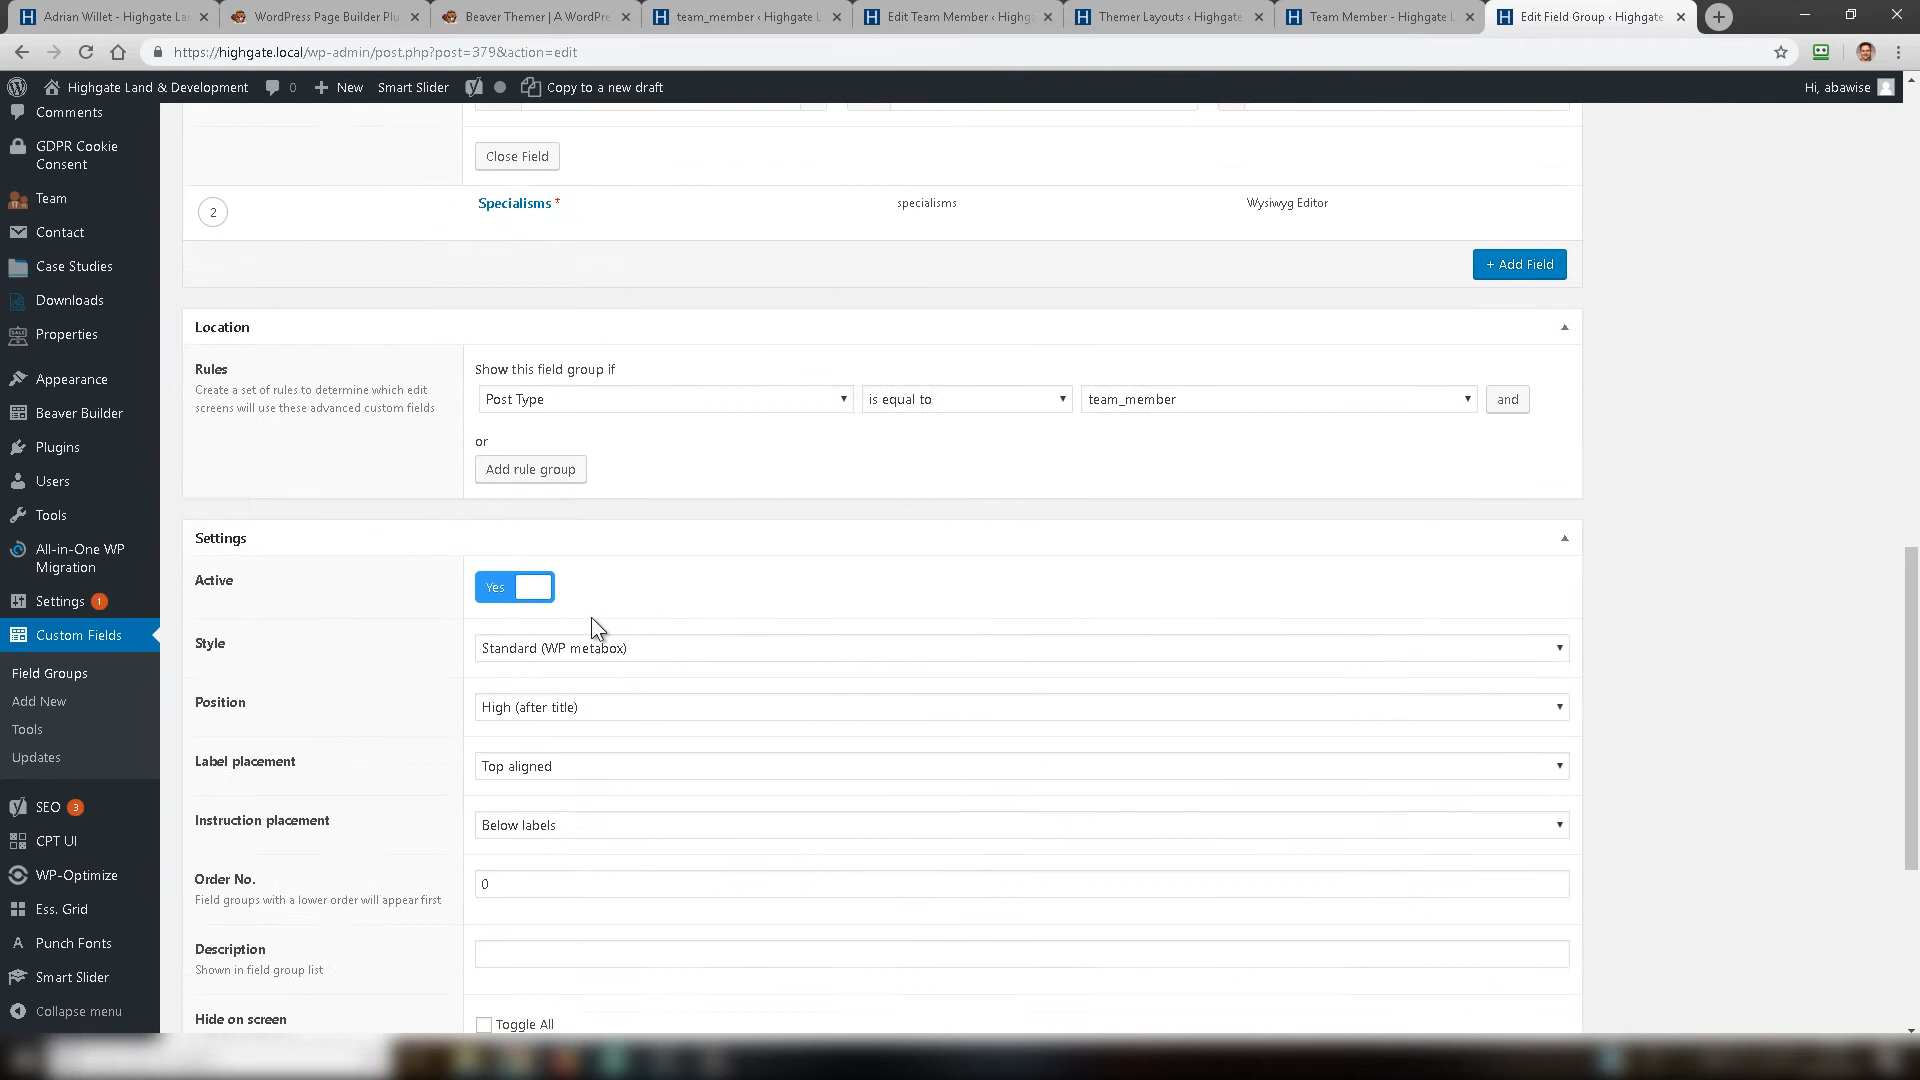 Adrian Willet - Highgate La
WordPress Page Builder Plu
Beaver Themer | A WordPre
team_member ‹ Highgate L
Edit Team Member ‹ Highg
Themer Layouts ‹ Highgate
Team Member - Highgate L
Edit Field Group ‹ Highgate
https://highgate.local/wp-admin/post.php?post=379&action=edit
Highgate Land & Development
0
New
Smart Slider
Copy to a new draft
Hi, abawise
Comments
GDPR Cookie
Consent
Team
Contact
Case Studies
Downloads
Properties
Appearance
Beaver Builder
Plugins
Users
Tools
All-in-One WP
Migration
Settings 1
Custom Fields
Field Groups
Add New
Tools
Updates
SEO 3
CPT UI
WP-Optimize
Ess. Grid
Punch Fonts
Smart Slider
Collapse menu
Close Field
2
Specialisms *
specialisms
Wysiwyg Editor
+ Add Field
Location
Rules
Create a set of rules to determine which edit
screens will use these advanced custom fields
Show this field group if
Post Type
is equal to
team_member
and
or
Add rule group
Settings
Active
Yes
Style
Standard (WP metabox)
Position
High (after title)
Label placement
Top aligned
Instruction placement
Below labels
Order No.
Field groups with a lower order will appear first
0
Description
Shown in field group list
Hide on screen
Toggle All